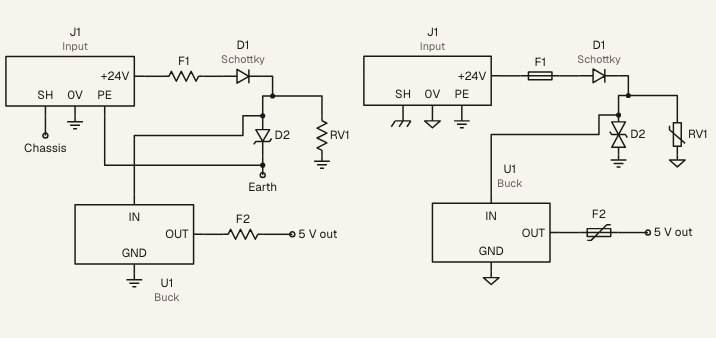 J1
Input
+24V
SH 0V PE
Chassis
F1
D1
Schottky
D2
RV1
Earth
IN
OUT
GND
F2
5 V out
U1
Buck
J1
Input
+24V
SH 0V PE
F1
D1
Schottky
D2
RV1
U1
Buck
IN
OUT
GND
F2
5 V out